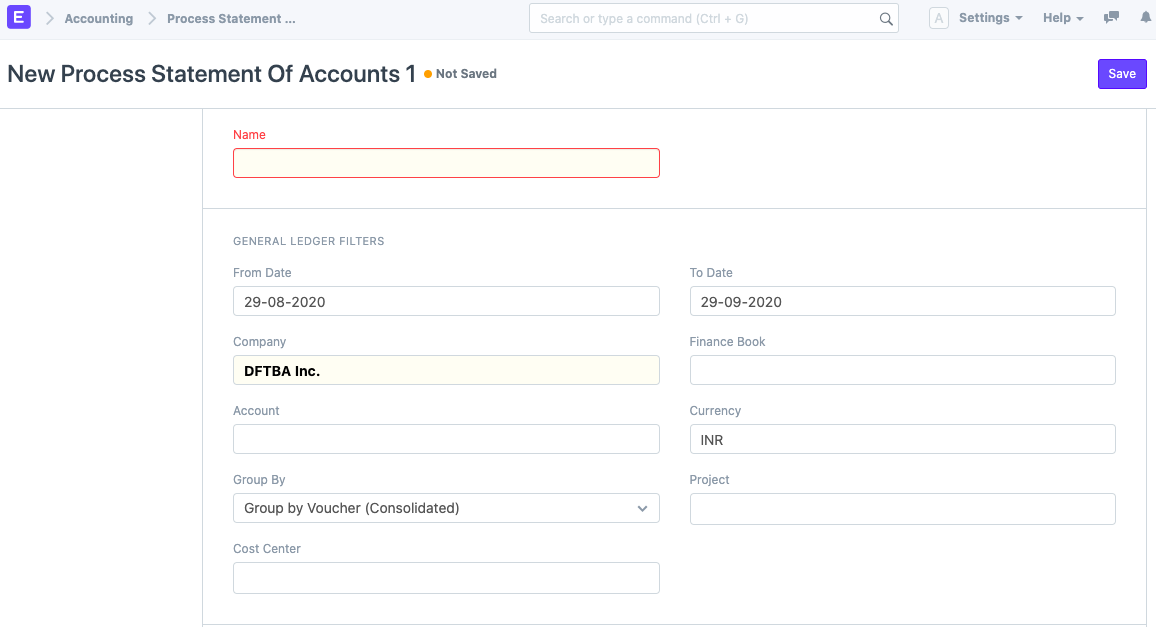 E Accounting Process Statement ... Search or type a command (Ctrl + G) A Settings Help
New Process Statement Of Accounts 1 Not Saved Save
Name
GENERAL LEDGER FILTERS
From Date To Date
29-08-2020 29-09-2020
Company Finance Book
DFTBA Inc.
Account Currency
INR
Group By Project
Group by Voucher (Consolidated)
Cost Center